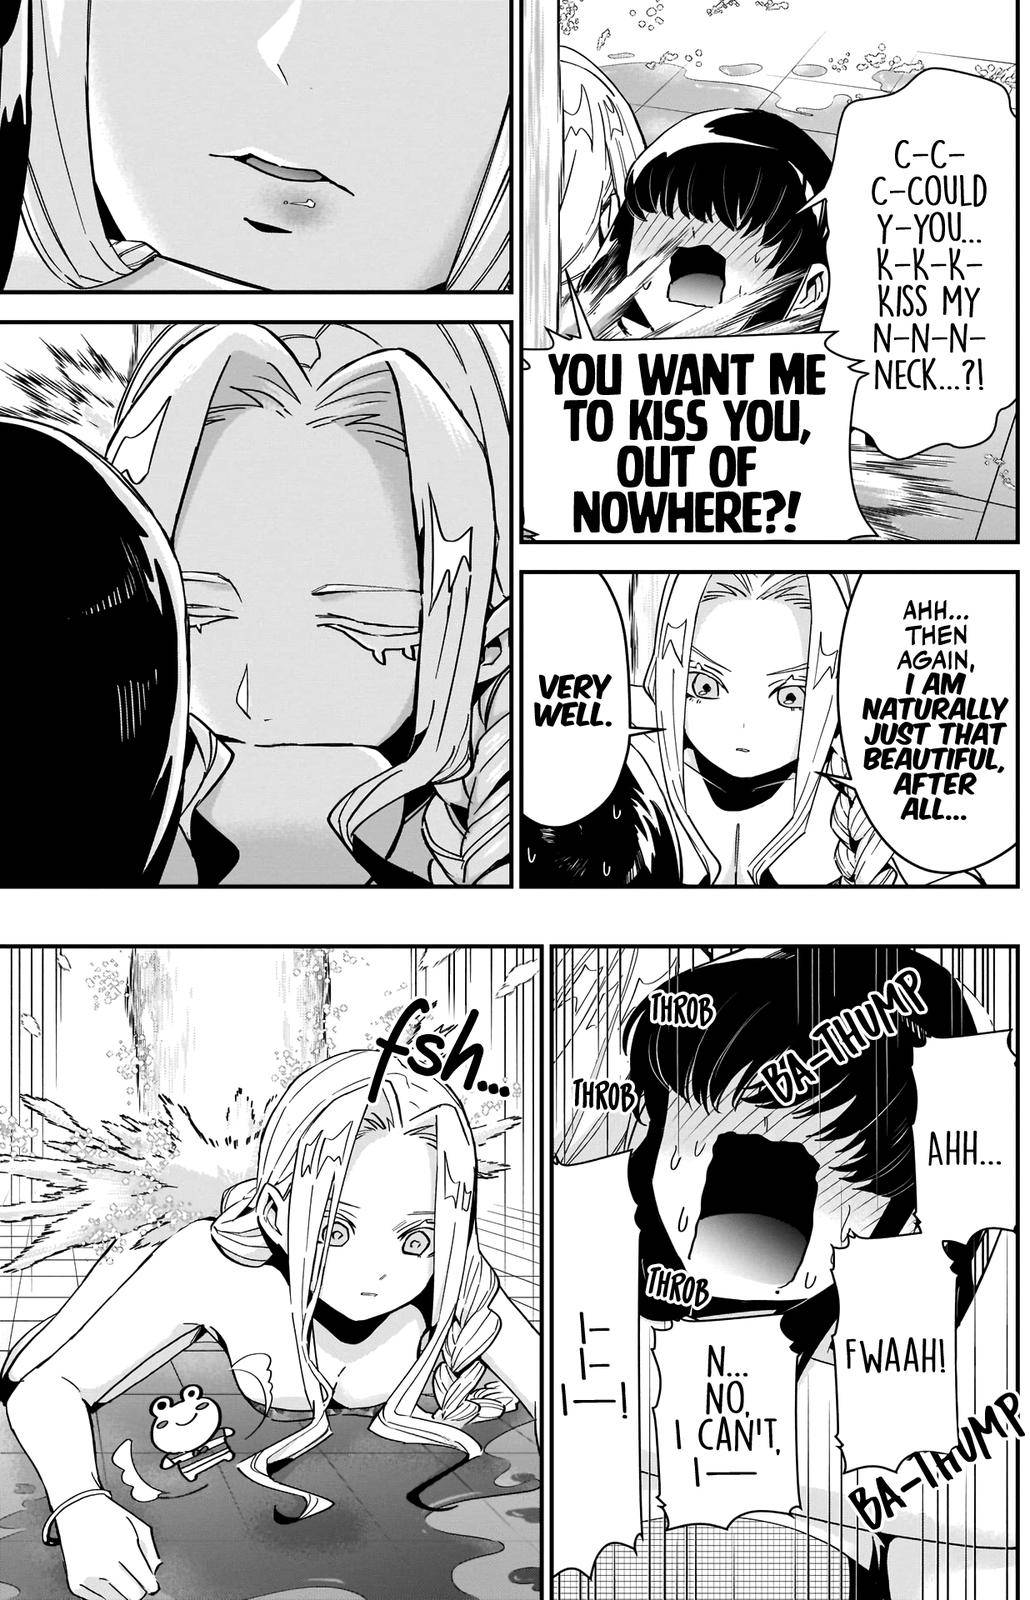 C-C-
C-COULD
Y-YOU...
K-K-K-
KISS MY
N-N-N-
NECK...?!
YOU WANT ME
TO KISS YOU,
OUT OF
NOWHERE?!
AHH...
THEN
AGAIN,
I AM
NATURALLY
JUST THAT
BEAUTIFUL,
AFTER
ALL...
VERY
WELL.
THROB
BA-THUMP
THROB
AHH...
FWAAH!
THROB
N...
NO,
I CAN'T,
I——
BA-THUMP
I-
I-
I——!
fsh...